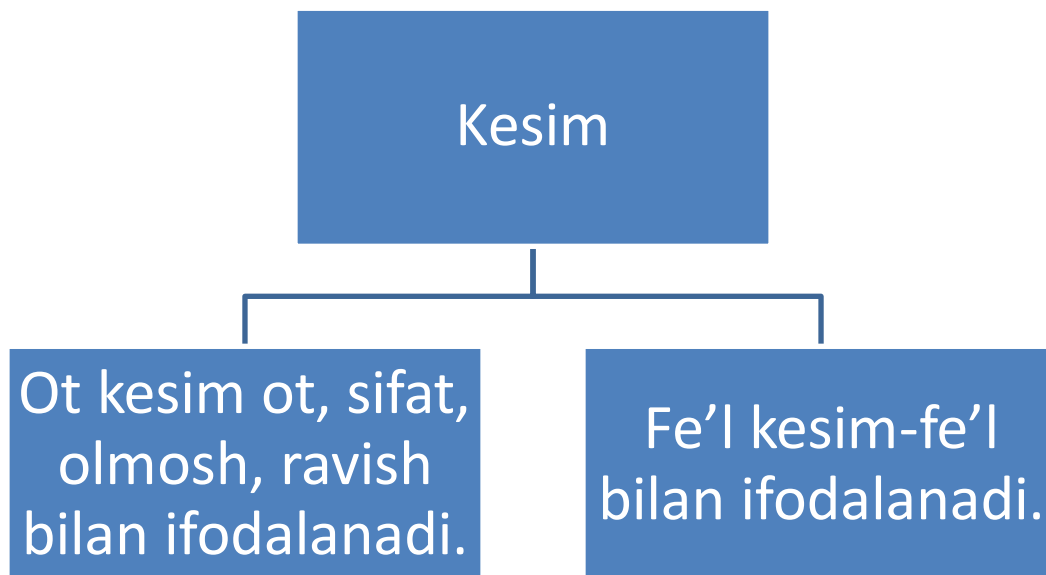 Kesim
Ot kesim ot, sifat,
olmosh, ravish
bilan ifodalanadi.
Fe’l kesim-fe’l
bilan ifodalanadi.